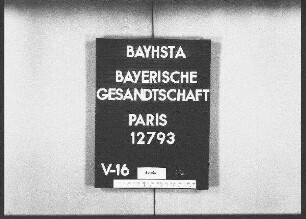 BAYHSTA
BAYERISCHE
GESANDTSCHAFT
PARIS
12793
V-16